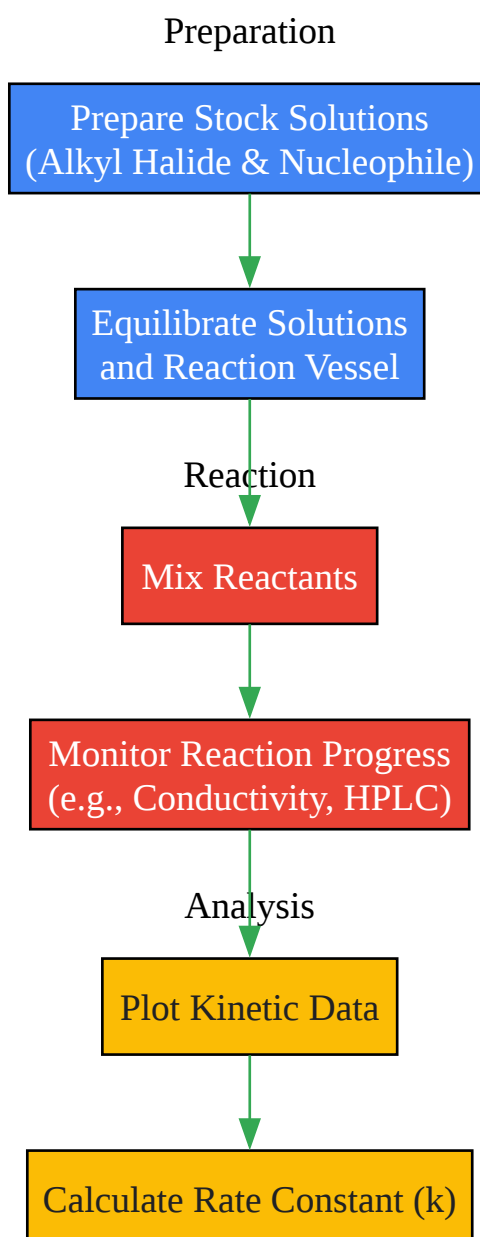 Preparation
Prepare Stock Solutions
(Alkyl Halide & Nucleophile)
Equilibrate Solutions
and Reaction Vessel
Reaction
Mix Reactants
Monitor Reaction Progress
(e.g., Conductivity, HPLC)
Analysis
Plot Kinetic Data
Calculate Rate Constant (k)